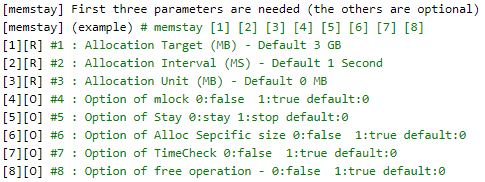 [memstay] First three parameters are needed (the others are optional)
[memstay] (example) # memstay [1] [2] [3] [4] [5] [6] [7] [8]
[1][R] #1 : Allocation Target (MB) - Default 3 GB
[2][R] #2 : Allocation Interval (MS) - Default 1 Second
[3][R] #3 : Allocation Unit (MB) - Default 0 MB
[4][O] #4 : Option of mlock 0:false  1:true default:0
[5][O] #5 : Option of Stay 0:stay 1:stop default:0
[6][O] #6 : Option of Alloc Sepcific size 0:false  1:true default:0
[7][O] #7 : Option of TimeCheck 0:false  1:true default:0
[8][O] #8 : Option of free operation - 0:false  1:true default:0